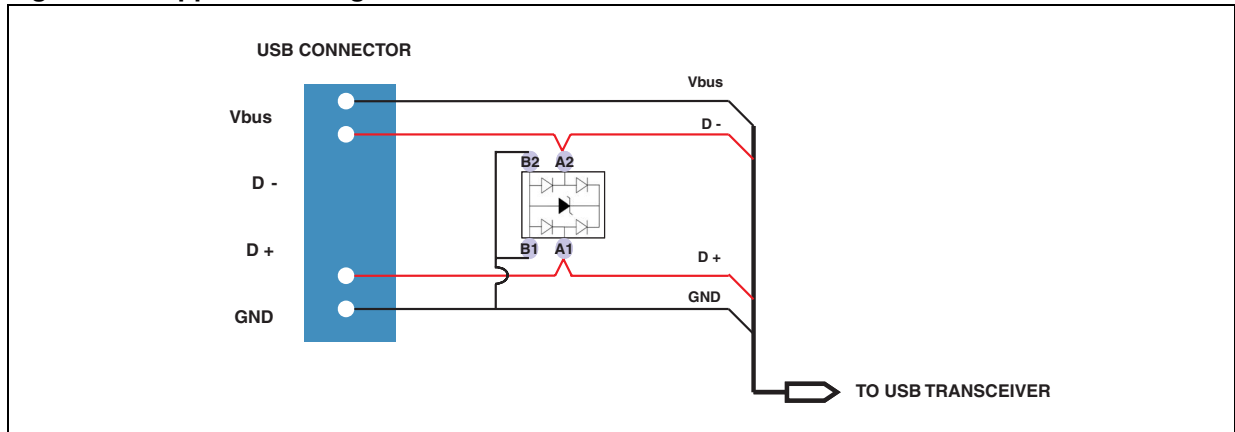 USB CONNECTOR
Vbus
Vbus
D -
D -
B2 A2
B1 A1
D +
D +
GND
GND
TO USB TRANSCEIVER